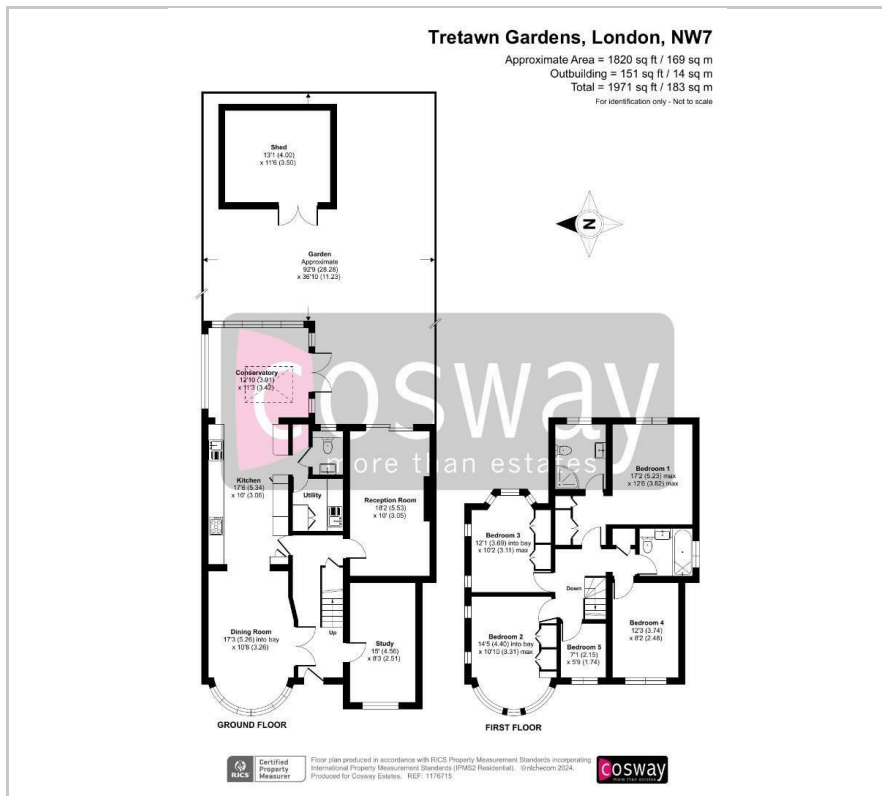 Tretawn Gardens, London, NW7
Approximate Area = 1820 sq ft / 169 sq m
Outbuilding = 151 sq ft / 14 sq m
Total = 1971 sq ft / 183 sq m
For identification only - Not to scale
Shed
13'1 (4.00)
x 11'6 (3.50)
N
Garden
Approximate
92'9 (28.28)
x 36'10 (11.23)
Conservatory
12'10 (3.91)
x 11'3 (3.42)
cosway
more than estates
Kitchen
17'6 (5.34)
x 10' (3.06)
Utility
Reception Room
18'2 (5.53)
x 10' (3.05)
Dining Room
17'3 (5.26) into bay
x 10'8 (3.26)
Up
Study
15' (4.56)
x 8'3 (2.51)
GROUND FLOOR
Bedroom 1
17'2 (5.23) max
x 12'6 (3.82) max
Bedroom 3
12'1 (3.69) into bay
x 10'2 (3.11) max
Down
Bedroom 2
14'5 (4.40) into bay
x 10'10 (3.31) max
Bedroom 5
7'1 (2.15)
x 5'9 (1.74)
Bedroom 4
12'3 (3.74)
x 8'2 (2.48)
FIRST FLOOR
RICS
Certified
Property
Measurer
Floor plan produced in accordance with RICS Property Measurement Standards incorporating
International Property Measurement Standards (IPMS2 Residential). ©nichecom 2024.
Produced for Cosway Estates. REF: 1176715
cosway
more than estates